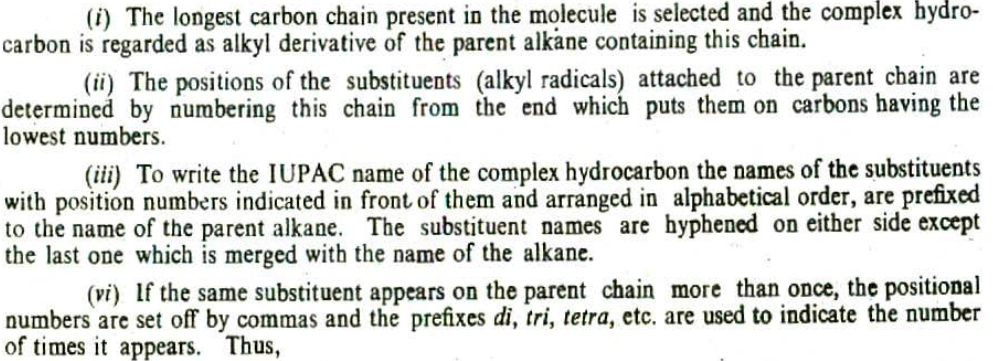 (i) The longest carbon chain present in the molecule is selected and the complex hydro-
carbon is regarded as alkyl derivative of the parent alkane containing this chain.
(ii) The positions of the substituents (alkyl radicals) attached to the parent chain are
determined by numbering this chain from the end which puts them on carbons having the
lowest numbers.
(iii) To write the IUPAC name of the complex hydrocarbon the names of the substituents
with position numbers indicated in front of them and arranged in alphabetical order, are prefixed
to the name of the parent alkane. The substituent names are hyphened on either side except
the last one which is merged with the name of the alkane.
(vi) If the same substituent appears on the parent chain more than once, the positional
numbers are set off by commas and the prefixes di, tri, tetra, etc. are used to indicate the number
of times it appears. Thus,